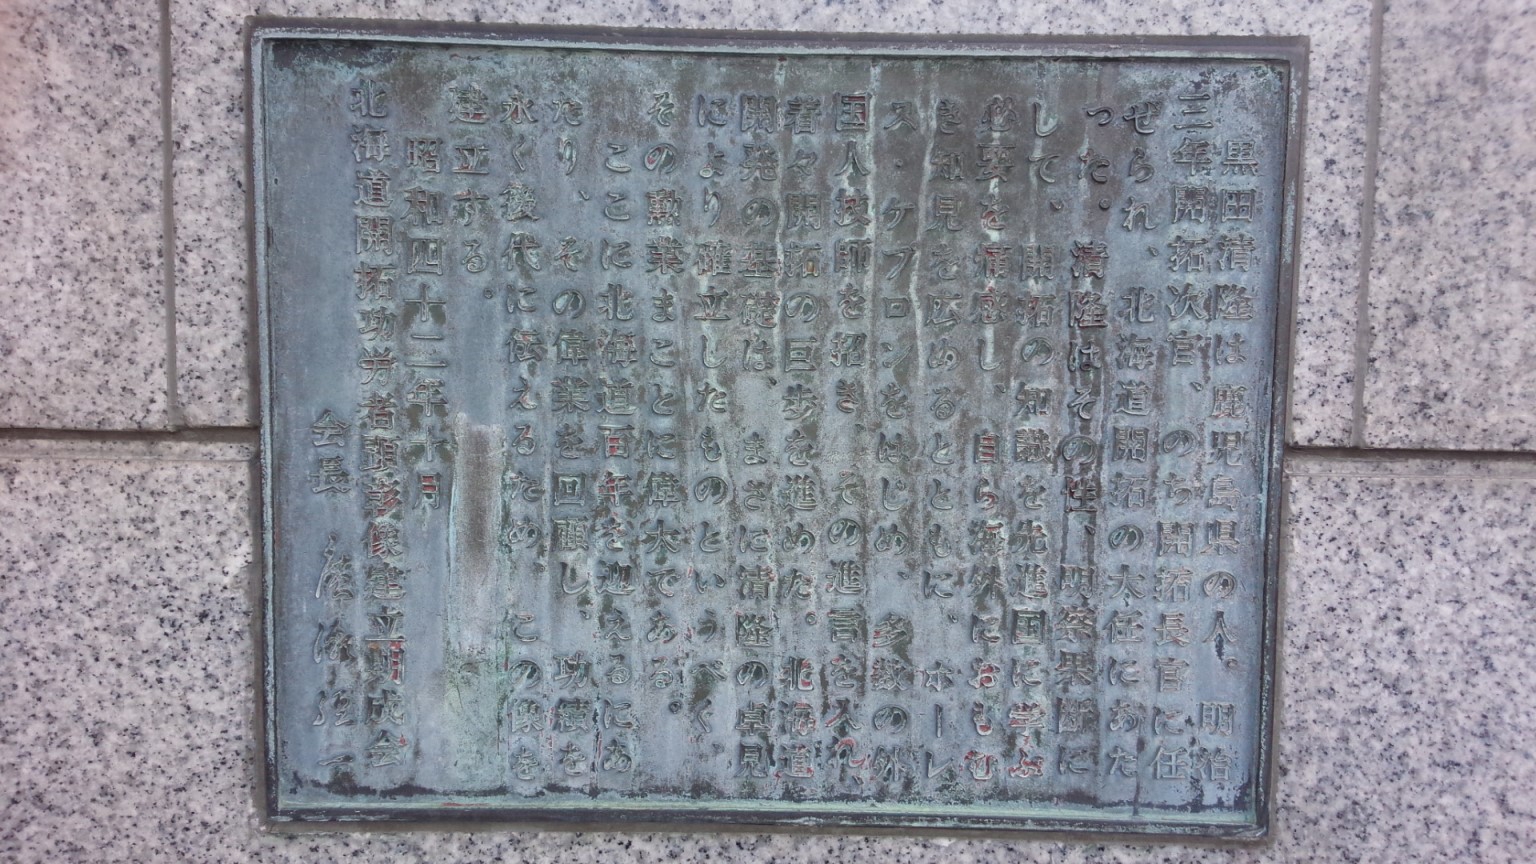 黒田清隆は、鹿児島県の人。明治
三年開拓次官、のち開拓長官に任
ぜられ、北海道開拓の大任にあた
った。清隆はその性、明察果断に
して、開拓の知識を先進国に学ぶ
必要を痛感し、自ら海外におもむ
き知見を広めるとともに、ホーレ
ス・ケプロンをはじめ、多数の外
国人技師を招き、その進言を入れ、
着々開拓の巨歩を進めた。北海道
開発の基礎は、まさに清隆の卓見
により確立したものというべく、
その勲業まことに偉大である。
ここに北海道百年を迎えるにあ
たり、その偉業を回顧し、功績を
永く後代に伝えるため、この像を
建立する。
昭和四十二年十月
北海道開拓功労者顕彰像建立期成会
会長